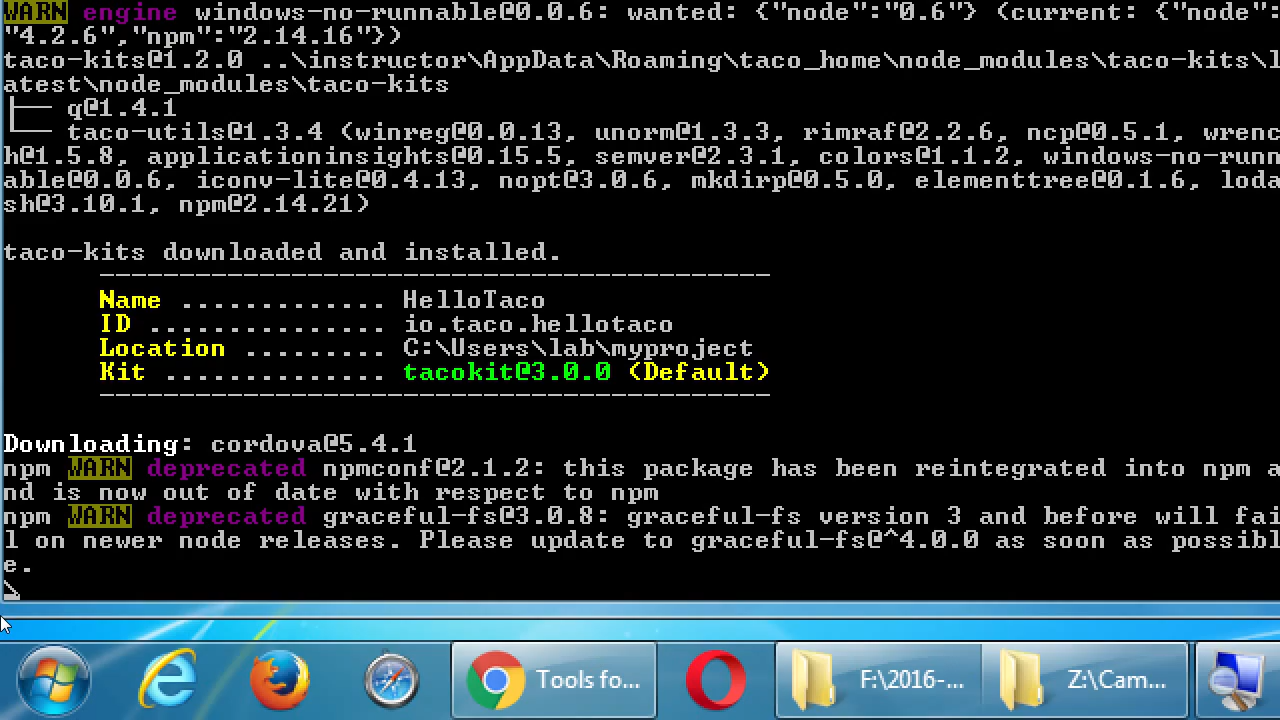 WARN engine windows-no-runnable@0.0.6: wanted: {"node":"0.6"} (current: {"node":
"4.2.6","npm":"2.14.16"})
taco-kits@1.2.0 ..\instructor\AppData\Roaming\taco_home\node_modules\taco-kits\l
atest\node_modules\taco-kits
├── q@1.4.1
└── taco-utils@1.3.4 (winreg@0.0.13, unorm@1.3.3, rimraf@2.2.6, ncp@0.5.1, wrenc
h@1.5.8, applicationinsights@0.15.5, semver@2.3.1, colors@1.1.2, windows-no-runn
able@0.0.6, iconv-lite@0.4.13, nopt@3.0.6, mkdirp@0.5.0, elementtree@0.1.6, loda
sh@3.10.1, npm@2.14.21)
taco-kits downloaded and installed.
------------------------------------------
Name ............. HelloTaco
ID ............... io.taco.hellotaco
Location ......... C:\Users\lab\myproject
Kit .............. tacokit@3.0.0 (Default)
------------------------------------------
Downloading: cordova@5.4.1
npm WARN deprecated npmconf@2.1.2: this package has been reintegrated into npm a
nd is now out of date with respect to npm
npm WARN deprecated graceful-fs@3.0.8: graceful-fs version 3 and before will fai
l on newer node releases. Please update to graceful-fs@^4.0.0 as soon as possibl
e.
\
Tools fo... F:\2016-... Z:\Cam...